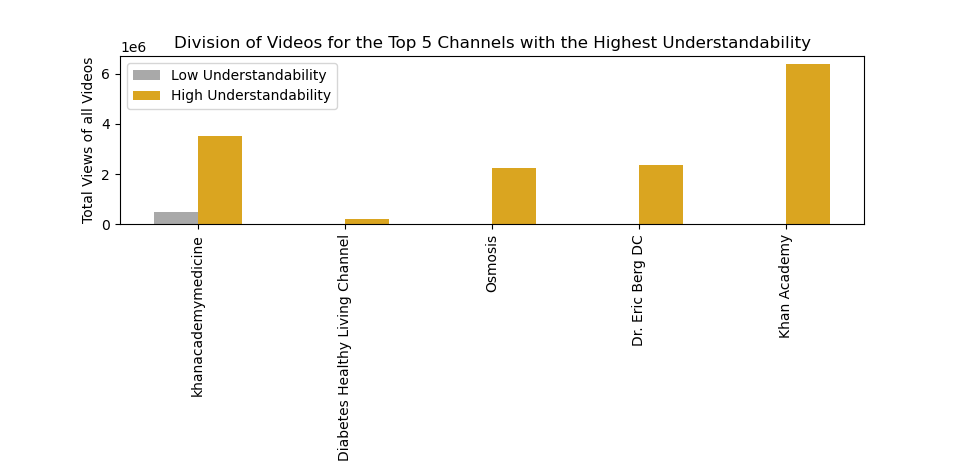 Division of Videos for the Top 5 Channels with the Highest Understandability
1e6
Total Views of all Videos
6
4
2
0
Low Understandability
High Understandability
khanacademymedicine
Diabetes Healthy Living Channel
Osmosis
Dr. Eric Berg DC
Khan Academy